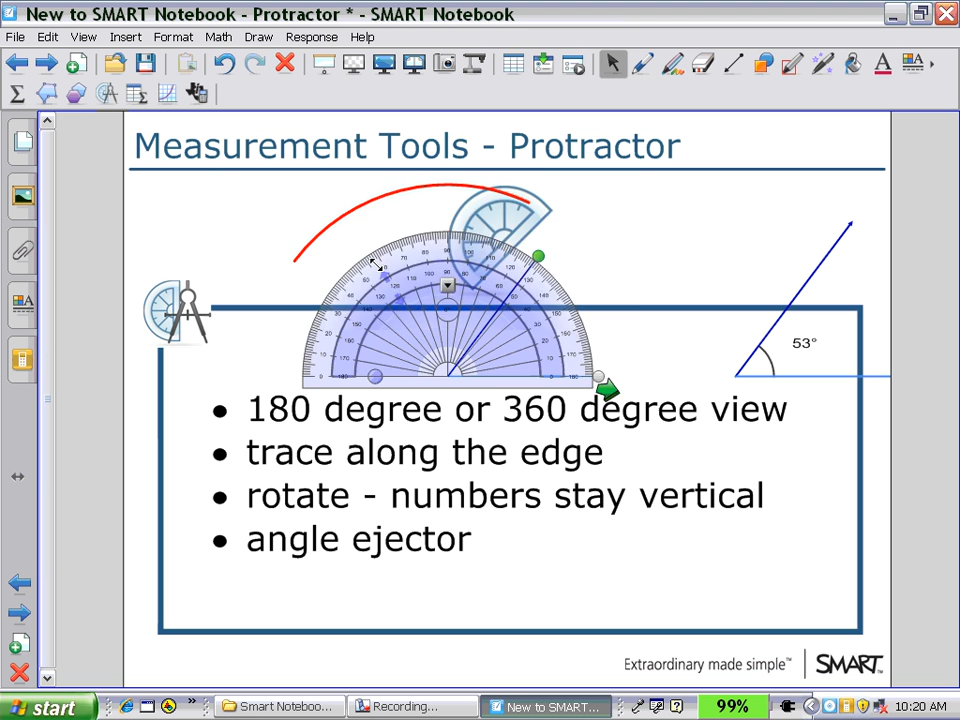 New to SMART Notebook - Protractor * - SMART Notebook
File Edit View Insert Format Math Draw Response Help
Measurement Tools - Protractor
53°
• 180 degree or 360 degree view
• trace along the edge
• rotate - numbers stay vertical
• angle ejector
Extraordinary made simple™ SMART
start Smart Noteboo... Recording... New to SMART... 99% 10:20 AM